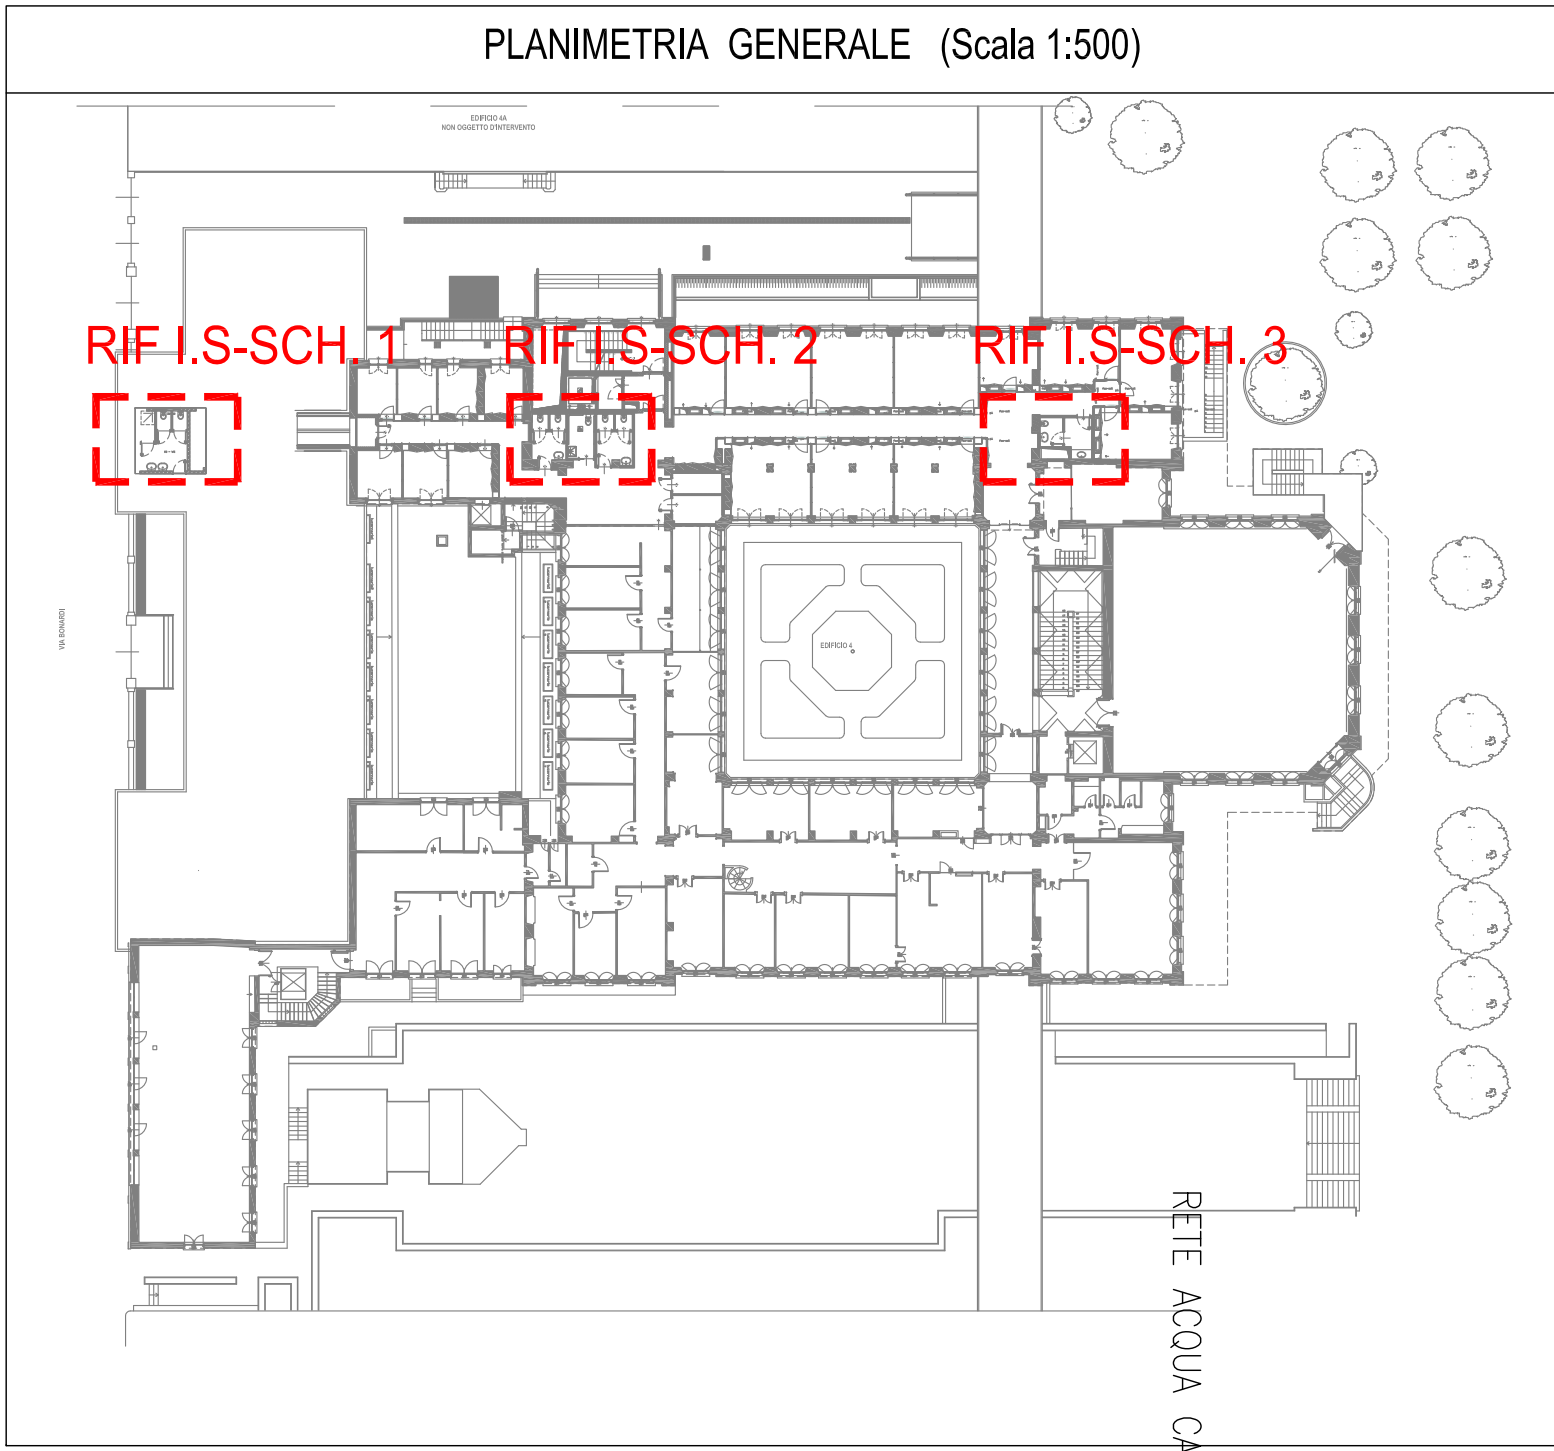 PLANIMETRIA GENERALE (Scala 1:500)
EDIFICIO 4A
NON OGGETTO D'INTERVENTO
RIF I.S-SCH. 1
RIF I.S-SCH. 2
RIF I.S-SCH. 3
VIA BONARDI
EDIFICIO 4
RETE ACQUA CA